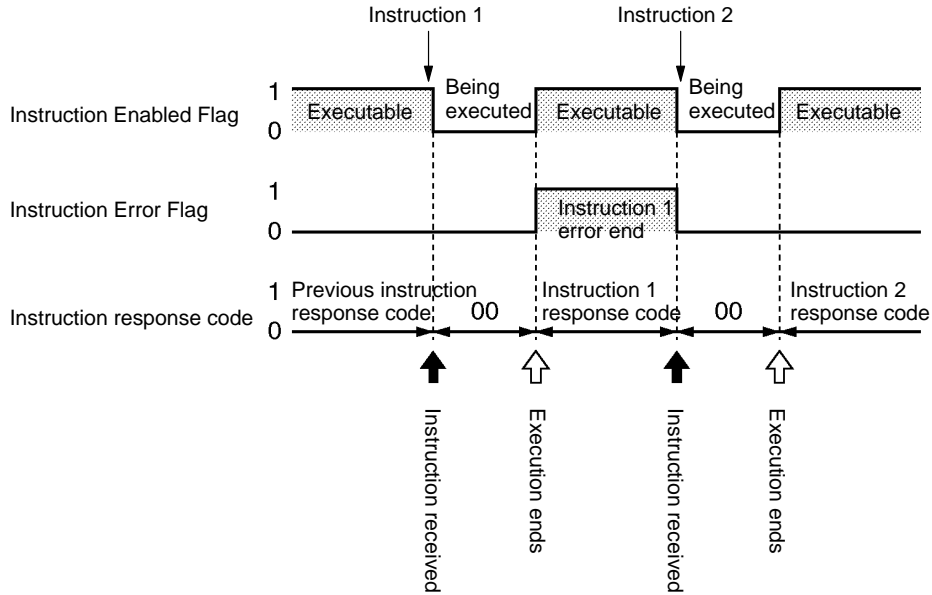 Instruction 1
Instruction 2
Instruction Enabled Flag
1
0
Executable
Being
executed
Executable
Being
executed
Executable
Instruction Error Flag
1
0
Instruction 1
error end
Instruction response code
1
0
Previous instruction
response code
00
Instruction 1
response code
00
Instruction 2
response code
Instruction received
Execution ends
Instruction received
Execution ends